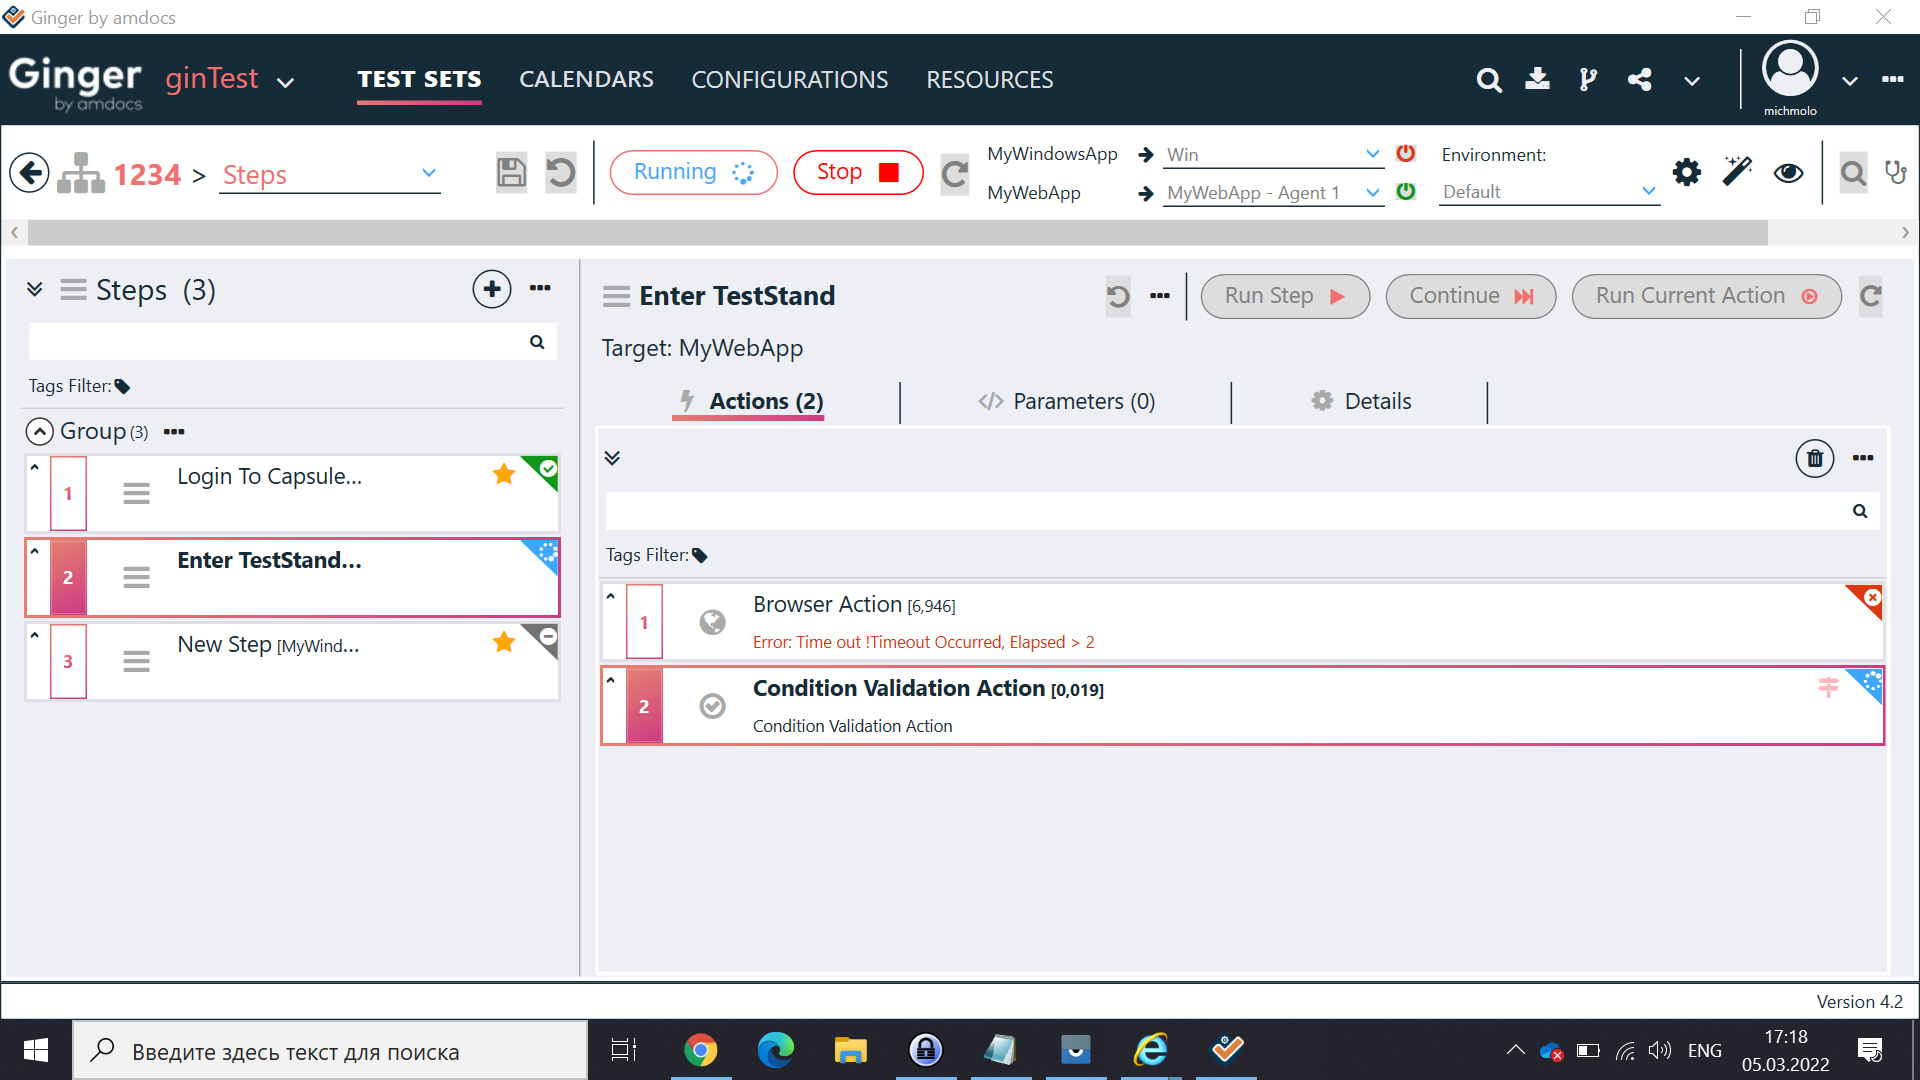 Ginger by amdocs
Ginger by amdocs
ginTest
TEST SETS
CALENDARS
CONFIGURATIONS
RESOURCES
michmolo
1234 > Steps
Running
Stop
MyWindowsApp
Win
MyWebApp
MyWebApp - Agent 1
Environment:
Default
Steps (3)
Tags Filter:
Group (3)
1
Login To Capsule...
2
Enter TestStand...
3
New Step [MyWind...
Enter TestStand
Run Step
Continue
Run Current Action
Target: MyWebApp
Actions (2)
Parameters (0)
Details
Tags Filter:
1
Browser Action [6,946]
Error: Time out !Timeout Occurred, Elapsed > 2
2
Condition Validation Action [0,019]
Condition Validation Action
Version 4.2
Введите здесь текст для поиска
ENG
17:18
05.03.2022